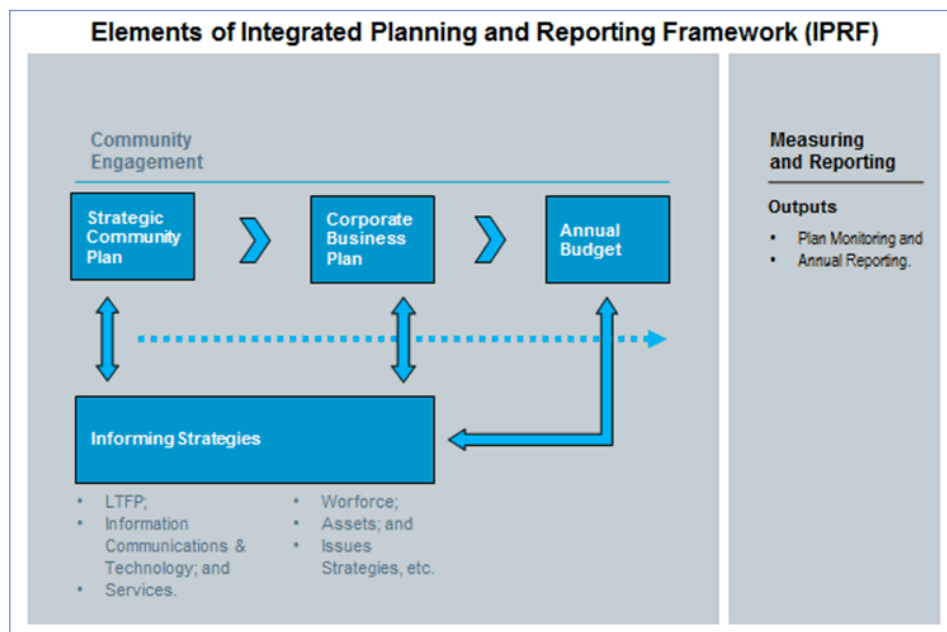 Elements of Integrated Planning and Reporting Framework (IPRF)
Community
Engagement
Strategic
Community
Plan
Corporate
Business
Plan
Annual
Budget
Informing Strategies
• LTFP;
• Information
Communications &
Technology; and
• Services.
• Worforce;
• Assets; and
• Issues
Strategies, etc.
Measuring
and Reporting
Outputs
• Plan Monitoring and
• Annual Reporting.